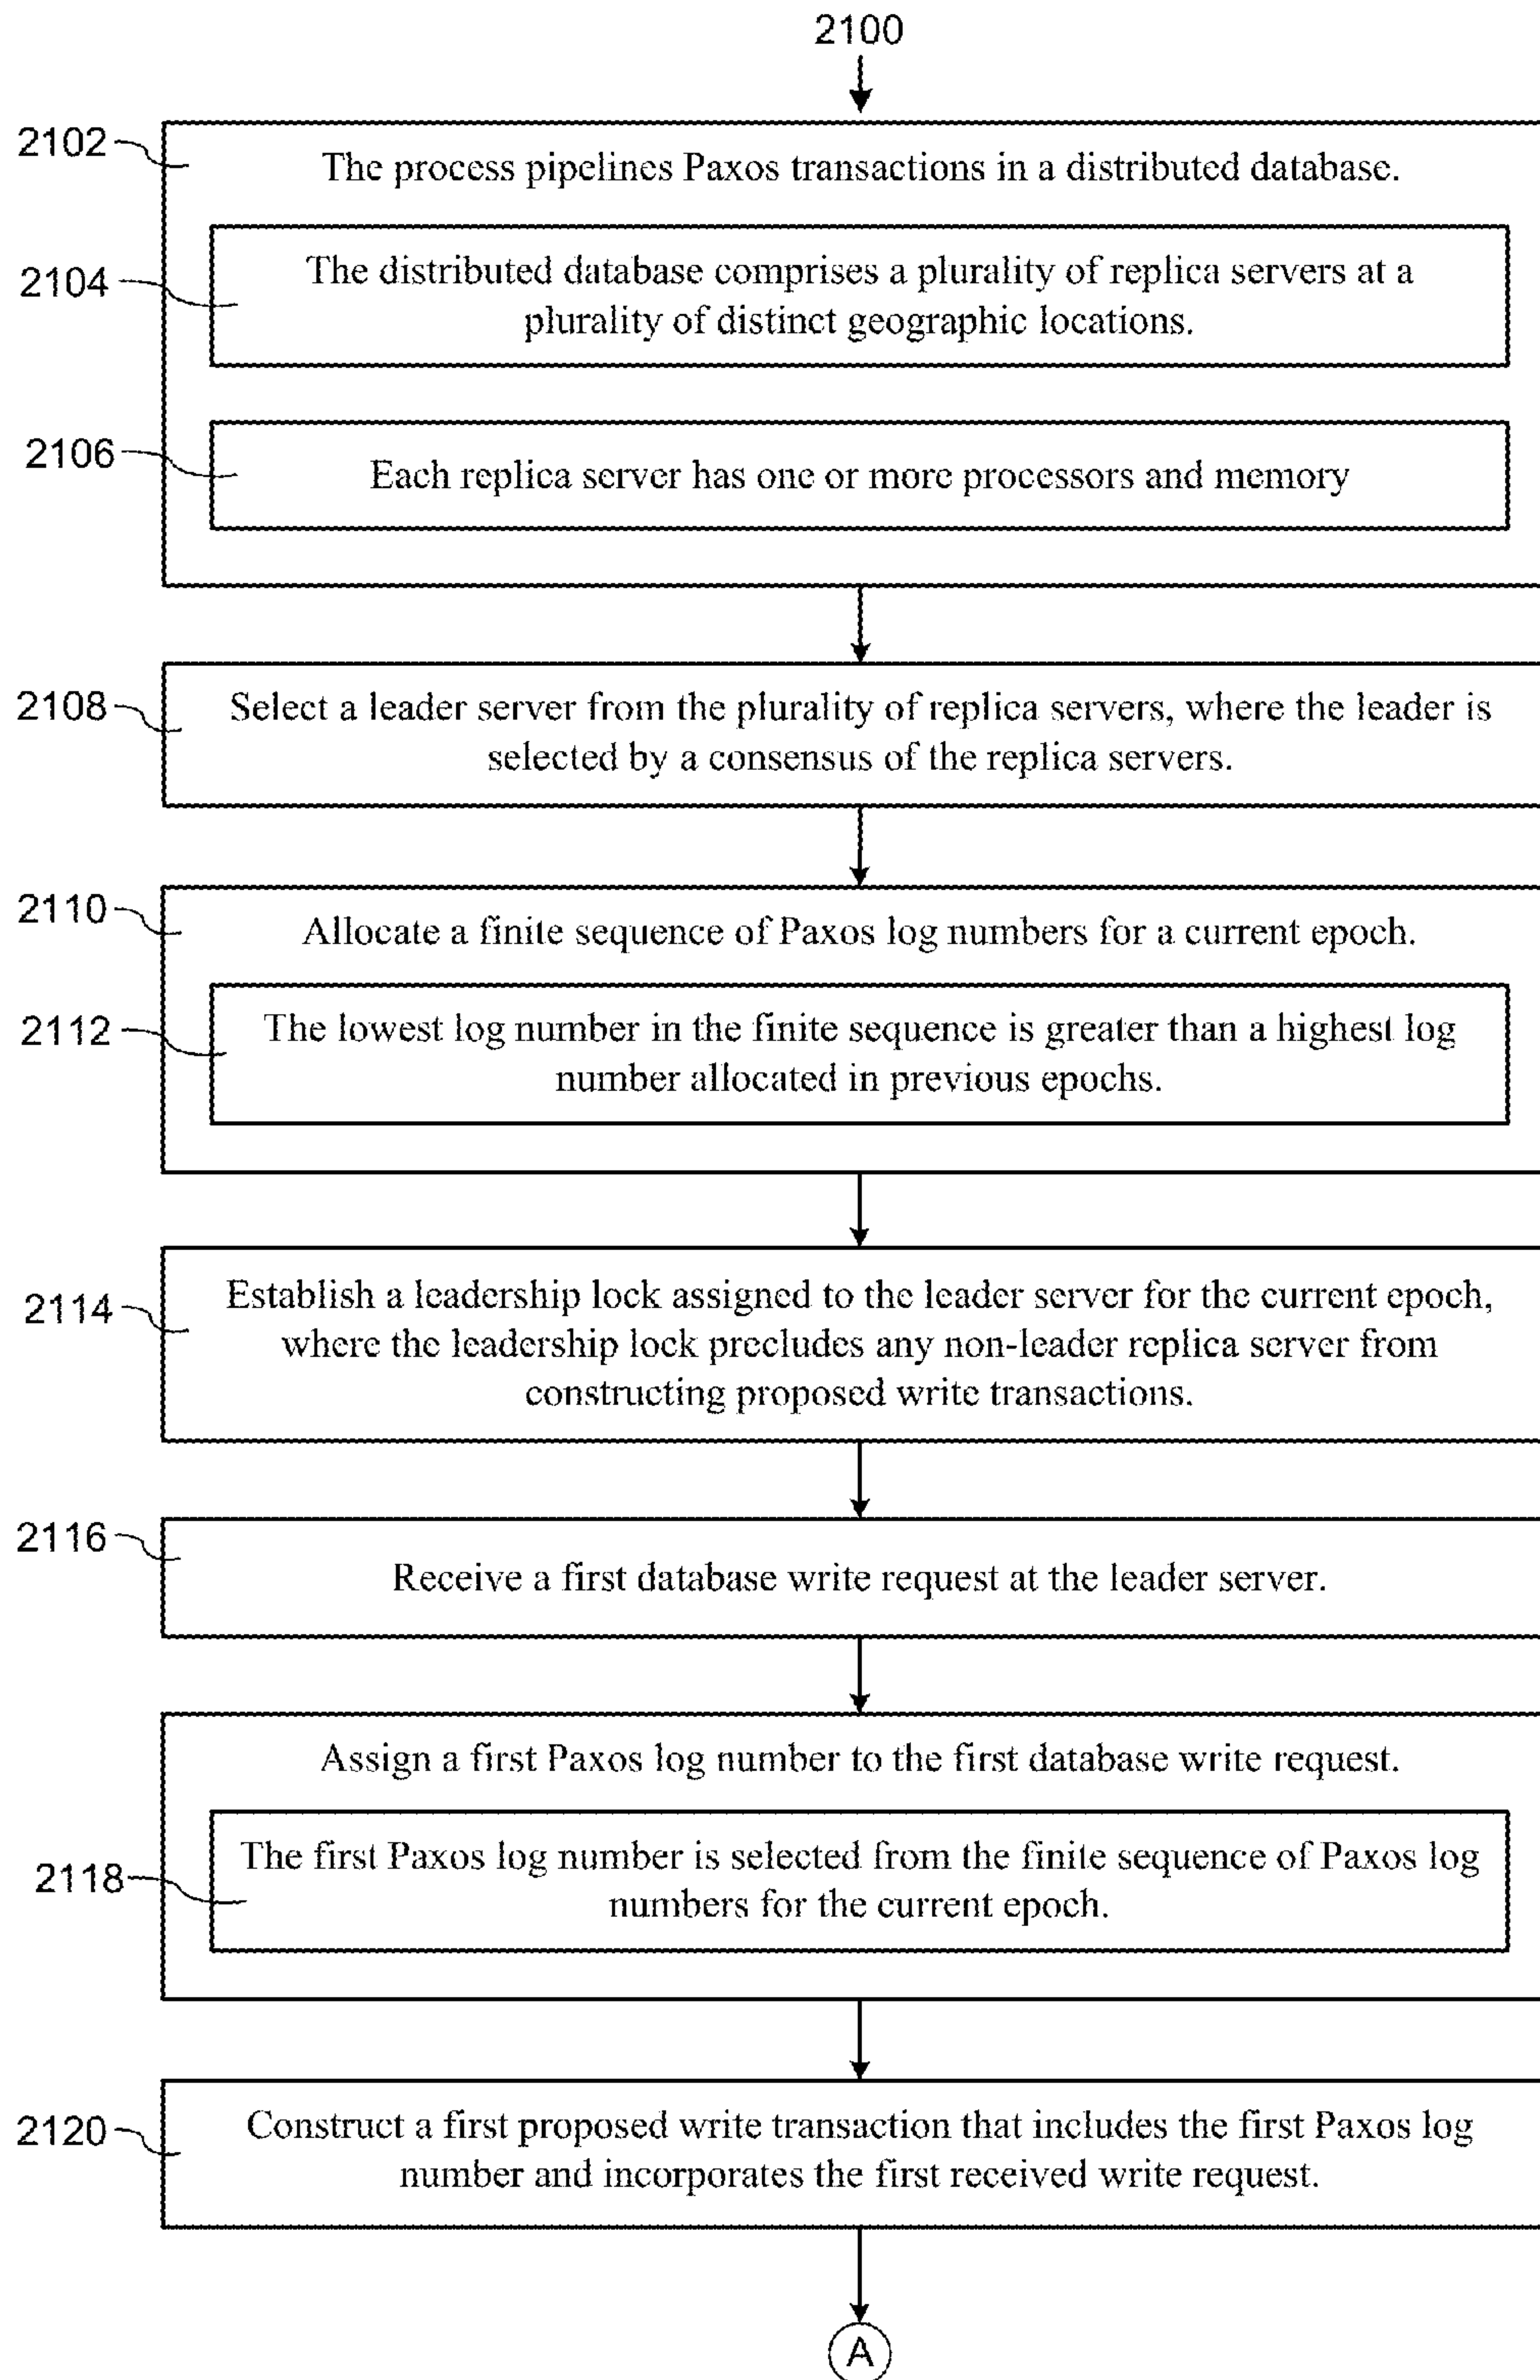 2100
2102
The process pipelines Paxos transactions in a distributed database.
2104
The distributed database comprises a plurality of replica servers at a
plurality of distinct geographic locations.
2106
Each replica server has one or more processors and memory
2108
Select a leader server from the plurality of replica servers, where the leader is
selected by a consensus of the replica servers.
2110
Allocate a finite sequence of Paxos log numbers for a current epoch.
2112
The lowest log number in the finite sequence is greater than a highest log
number allocated in previous epochs.
2114
Establish a leadership lock assigned to the leader server for the current epoch,
where the leadership lock precludes any non-leader replica server from
constructing proposed write transactions.
2116
Receive a first database write request at the leader server.
Assign a first Paxos log number to the first database write request.
2118
The first Paxos log number is selected from the finite sequence of Paxos log
numbers for the current epoch.
2120
Construct a first proposed write transaction that includes the first Paxos log
number and incorporates the first received write request.
A